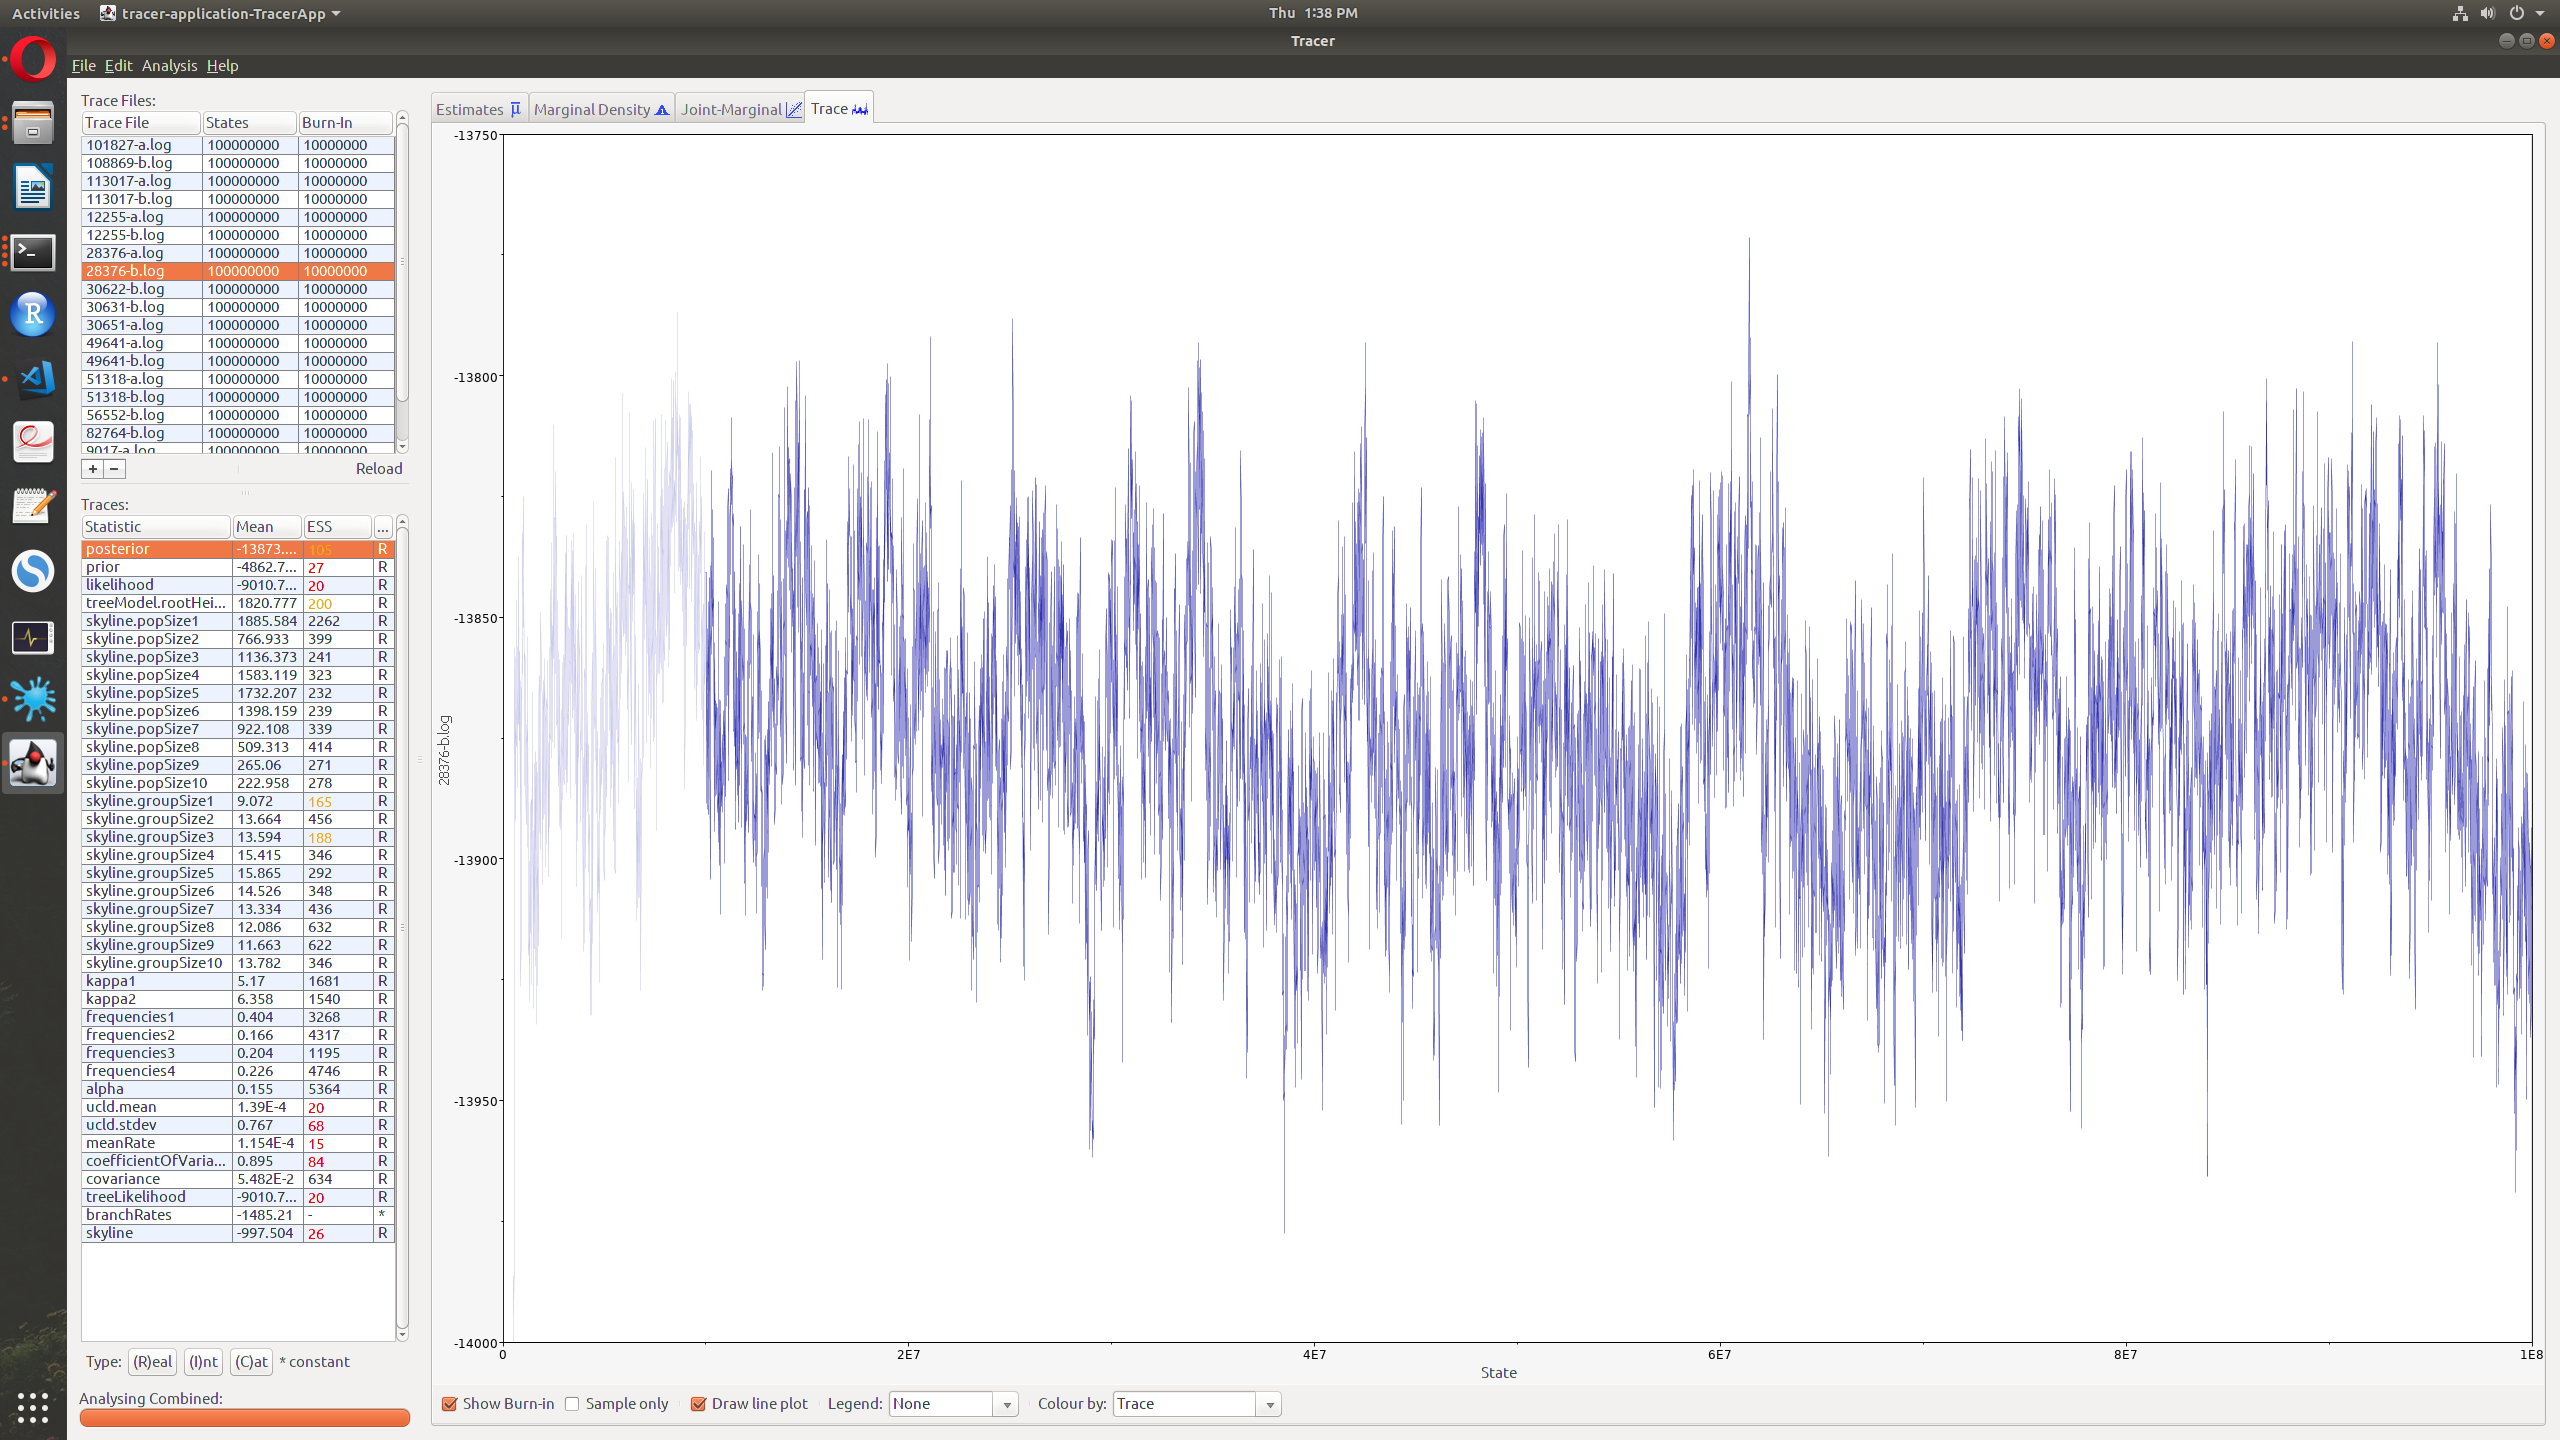 Activities tracer-application-TracerApp Thu 1:38 PM
Tracer
File Edit Analysis Help
Trace Files:
Trace File States Burn-In
101827-a.log 100000000 10000000
108869-b.log 100000000 10000000
113017-a.log 100000000 10000000
113017-b.log 100000000 10000000
12255-a.log 100000000 10000000
12255-b.log 100000000 10000000
28376-a.log 100000000 10000000
28376-b.log 100000000 10000000
30622-b.log 100000000 10000000
30631-b.log 100000000 10000000
30651-a.log 100000000 10000000
49641-a.log 100000000 10000000
49641-b.log 100000000 10000000
51318-a.log 100000000 10000000
51318-b.log 100000000 10000000
56552-b.log 100000000 10000000
82764-b.log 100000000 10000000
9017-a.log 100000000 10000000
+ - Reload
Traces:
Statistic Mean ESS ...
posterior -13873.... 105 R
prior -4862.7... 27 R
likelihood -9010.7... 20 R
treeModel.rootHei... 1820.777 200 R
skyline.popSize1 1885.584 2262 R
skyline.popSize2 766.933 399 R
skyline.popSize3 1136.373 241 R
skyline.popSize4 1583.119 323 R
skyline.popSize5 1732.207 232 R
skyline.popSize6 1398.159 239 R
skyline.popSize7 922.108 339 R
skyline.popSize8 509.313 414 R
skyline.popSize9 265.06 271 R
skyline.popSize10 222.958 278 R
skyline.groupSize1 9.072 165 R
skyline.groupSize2 13.664 456 R
skyline.groupSize3 13.594 188 R
skyline.groupSize4 15.415 346 R
skyline.groupSize5 15.865 292 R
skyline.groupSize6 14.526 348 R
skyline.groupSize7 13.334 436 R
skyline.groupSize8 12.086 632 R
skyline.groupSize9 11.663 622 R
skyline.groupSize10 13.782 346 R
kappa1 5.17 1681 R
kappa2 6.358 1540 R
frequencies1 0.404 3268 R
frequencies2 0.166 4317 R
frequencies3 0.204 1195 R
frequencies4 0.226 4746 R
alpha 0.155 5364 R
ucld.mean 1.39E-4 20 R
ucld.stdev 0.767 68 R
meanRate 1.154E-4 15 R
coefficientOfVaria... 0.895 84 R
covariance 5.482E-2 634 R
treeLikelihood -9010.7... 20 R
branchRates -1485.21 - *
skyline -997.504 26 R
Type: (R)eal (I)nt (C)at * constant
Analysing Combined:
Estimates Marginal Density Joint-Marginal Trace
-13750
-13800
-13850
-13900
-13950
-14000
28376-b.log
0 2E7 4E7 6E7 8E7 1E8
State
Show Burn-in Sample only Draw line plot Legend: None Colour by: Trace